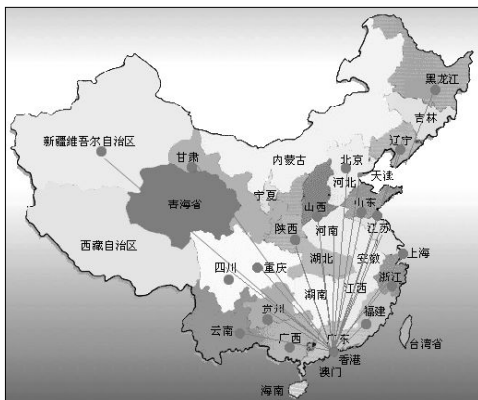 黑龙江
吉林
新疆维吾尔自治区
辽宁
甘肃
内蒙古
北京
河北
天津
宁夏
青海省
山西
山东
陕西
河南
江苏
西藏自治区
上海
湖北
安徽
四川
重庆
浙江
湖南
江西
贵州
福建
云南
广西
广东
台湾省
香港
澳门
海南